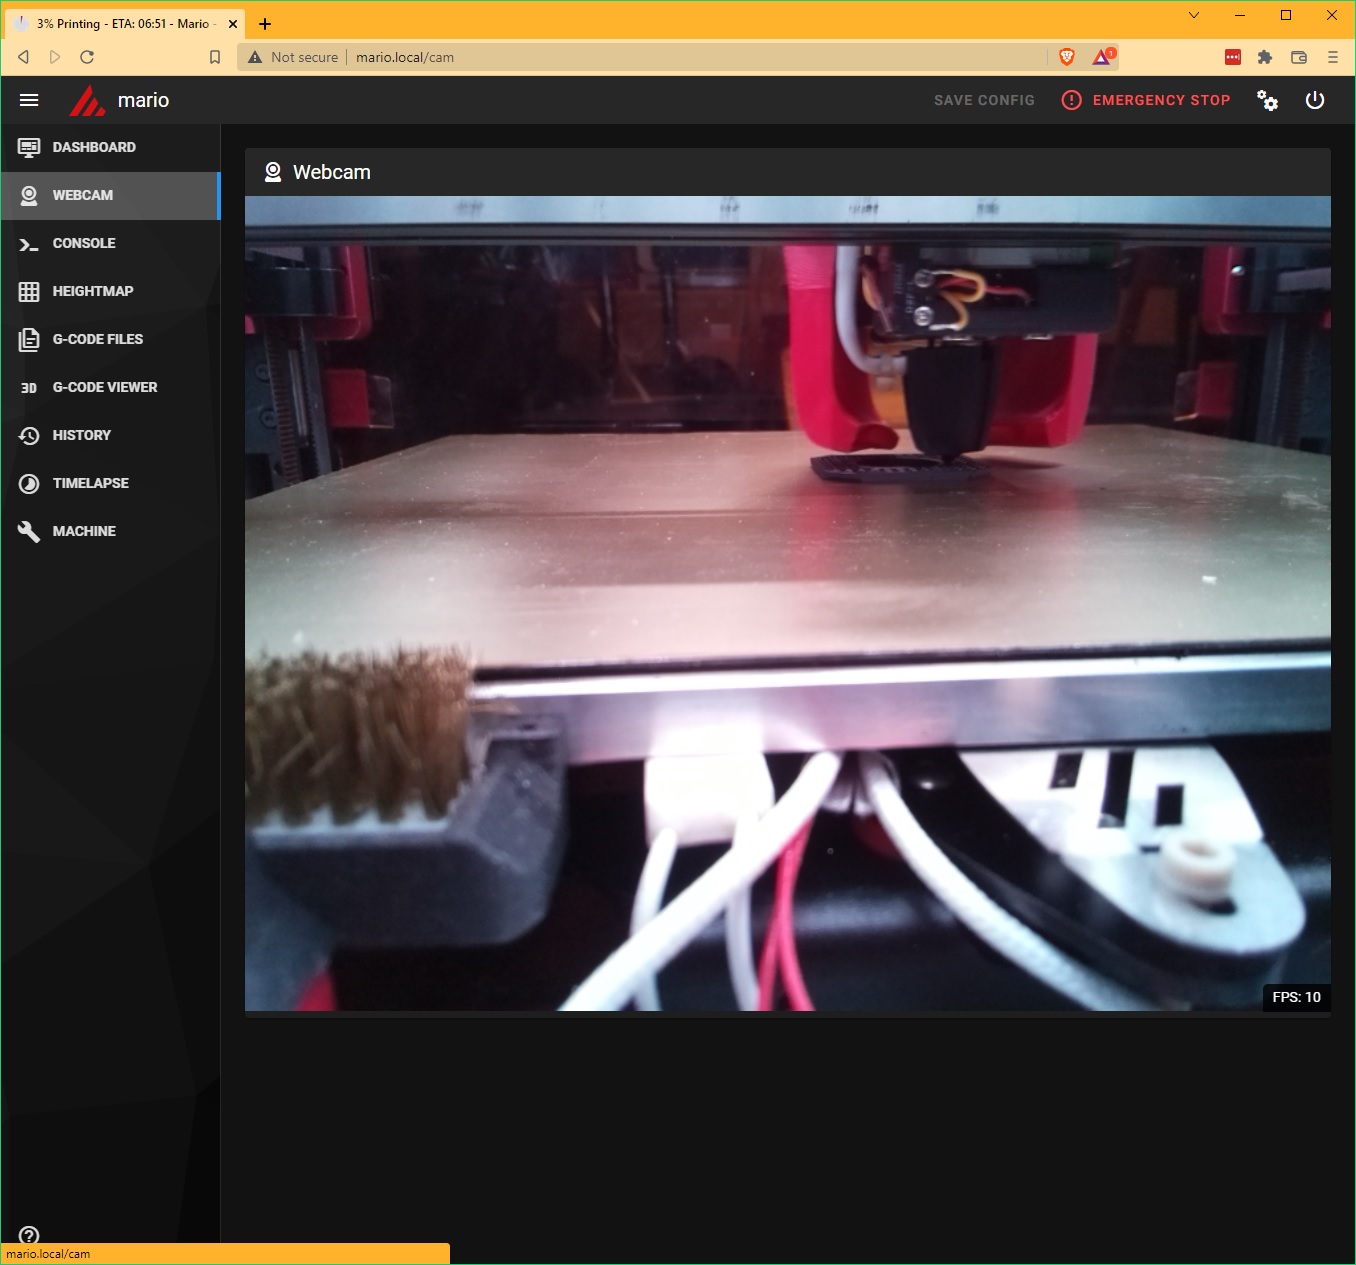 3% Printing - ETA: 06:51 - Mario -
Not secure
mario.local/cam
1
mario
SAVE CONFIG
EMERGENCY STOP
DASHBOARD
WEBCAM
CONSOLE
HEIGHTMAP
G-CODE FILES
3D G-CODE VIEWER
HISTORY
TIMELAPSE
MACHINE
Webcam
FPS: 10
mario.local/cam